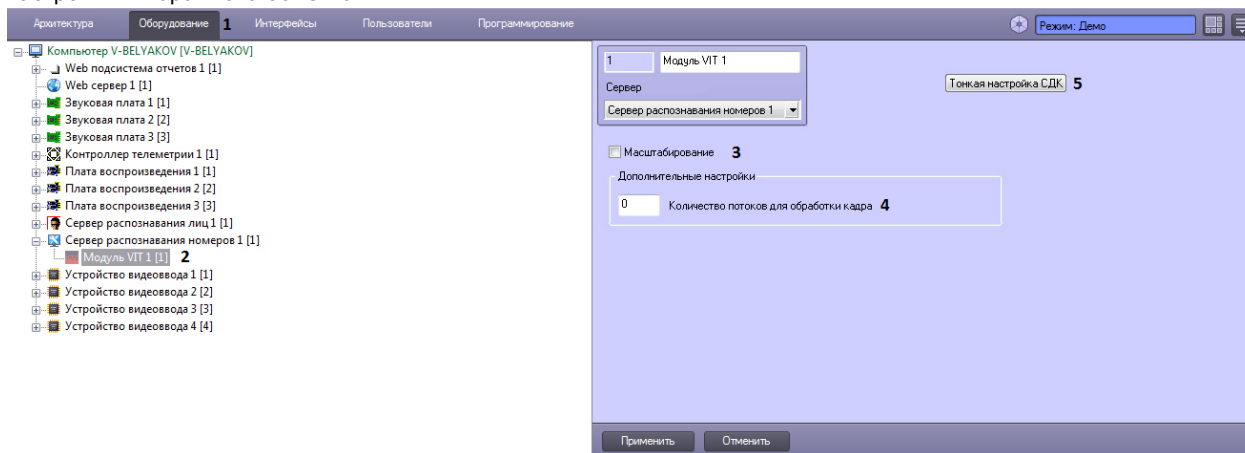 Архитектура
Оборудование 1
Интерфейсы
Пользователи
Программирование
Режим: Демо
Компьютер V-BELYAKOV [V-BELYAKOV]
Web подсистема отчетов 1 [1]
Web сервер 1 [1]
Звуковая плата 1 [1]
Звуковая плата 2 [2]
Звуковая плата 3 [3]
Контроллер телеметрии 1 [1]
Плата воспроизведения 1 [1]
Плата воспроизведения 2 [2]
Плата воспроизведения 3 [3]
Сервер распознавания лиц 1 [1]
Сервер распознавания номеров 1 [1]
Модуль VIT 1 [1] 2
Устройство видеоввода 1 [1]
Устройство видеоввода 2 [2]
Устройство видеоввода 3 [3]
Устройство видеоввода 4 [4]
1 Модуль VIT 1
Сервер
Сервер распознавания номеров 1
Тонкая настройка СДК 5
Масштабирование 3
Дополнительные настройки
0 Количество потоков для обработки кадра 4
Применить
Отменить